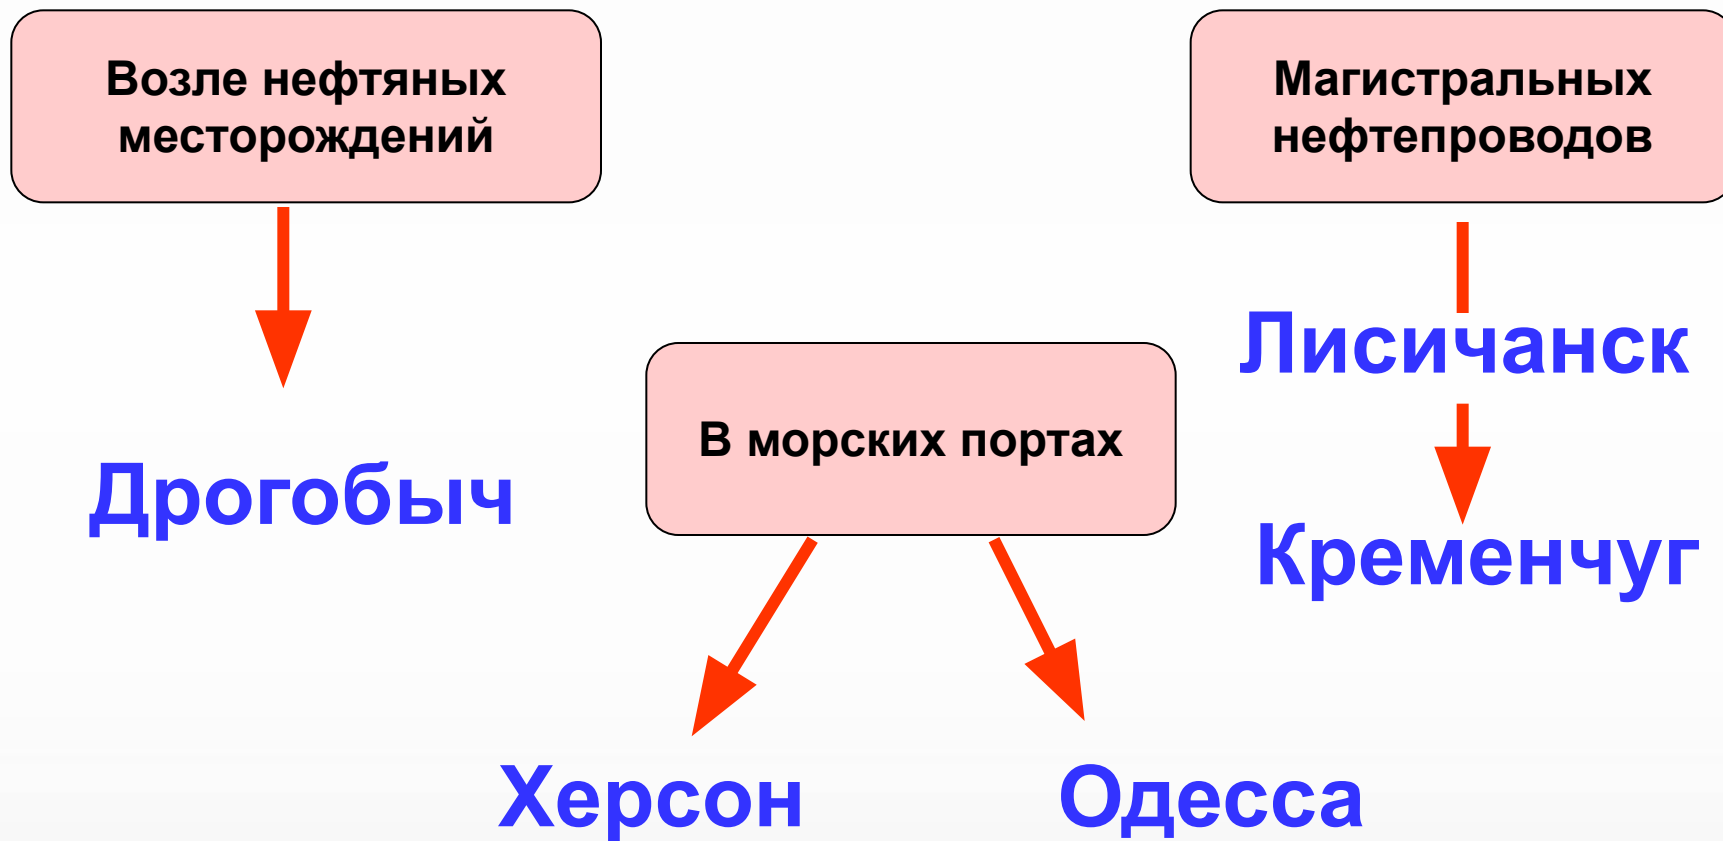 Возле нефтяных
месторождений
Магистральных
нефтепроводов
Лисичанск
В морских портах
Дрогобыч
Кременчуг
Херсон
Одесса